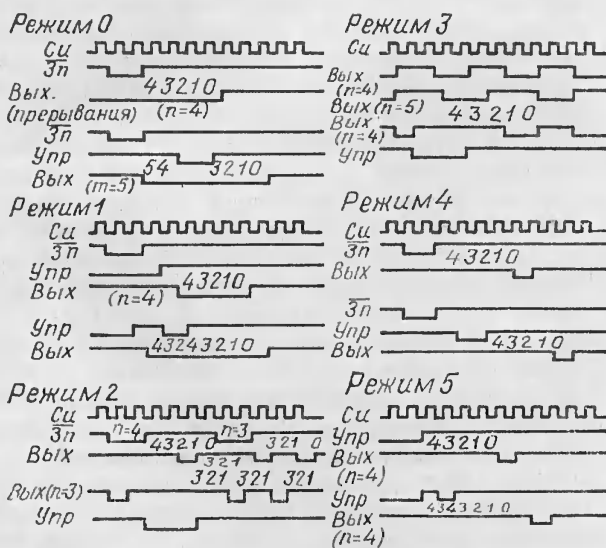 Режим 0
Си
Зп
43210
Вых.
(прерывания) (n=4)
Зп
Упр
54 3210
Вых
(m=5)
Режим 1
Си
Зп
Упр
43210
Вых
(n=4)
Упр
43243210
Вых
Режим 2
Си
Зп n=4 n=3
43210 321 0
Вых 321
321 321 321
Вых(n=3)
Упр
Режим 3
Си
Вых
(n=4)
Вых(n=5) 43210
Вых
(n=4)
Упр
Режим 4
Си
Зп
43210
Вых
Зп
Упр
43210
Вых
Режим 5
Си
Упр
43210
Вых
(n=4)
Упр
4343210
Вых
(n=4)